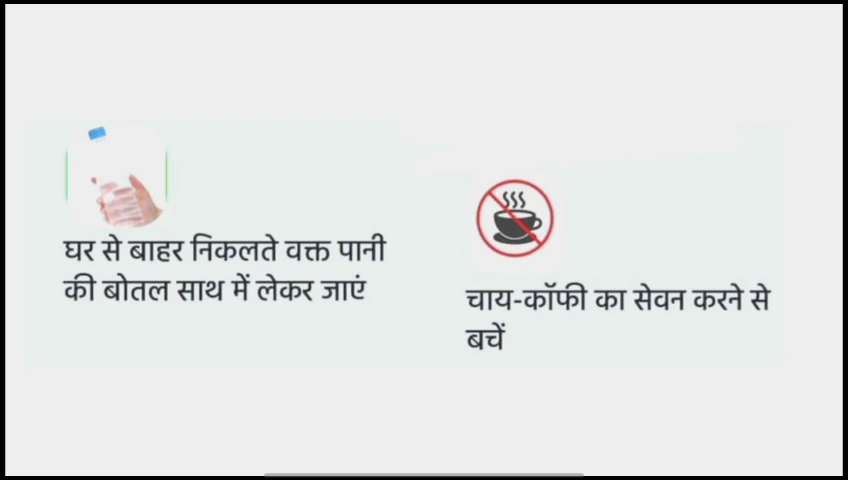 घर से बाहर निकलते वक्त पानी
की बोतल साथ में लेकर जाएं
चाय-कॉफी का सेवन करने से
बचें